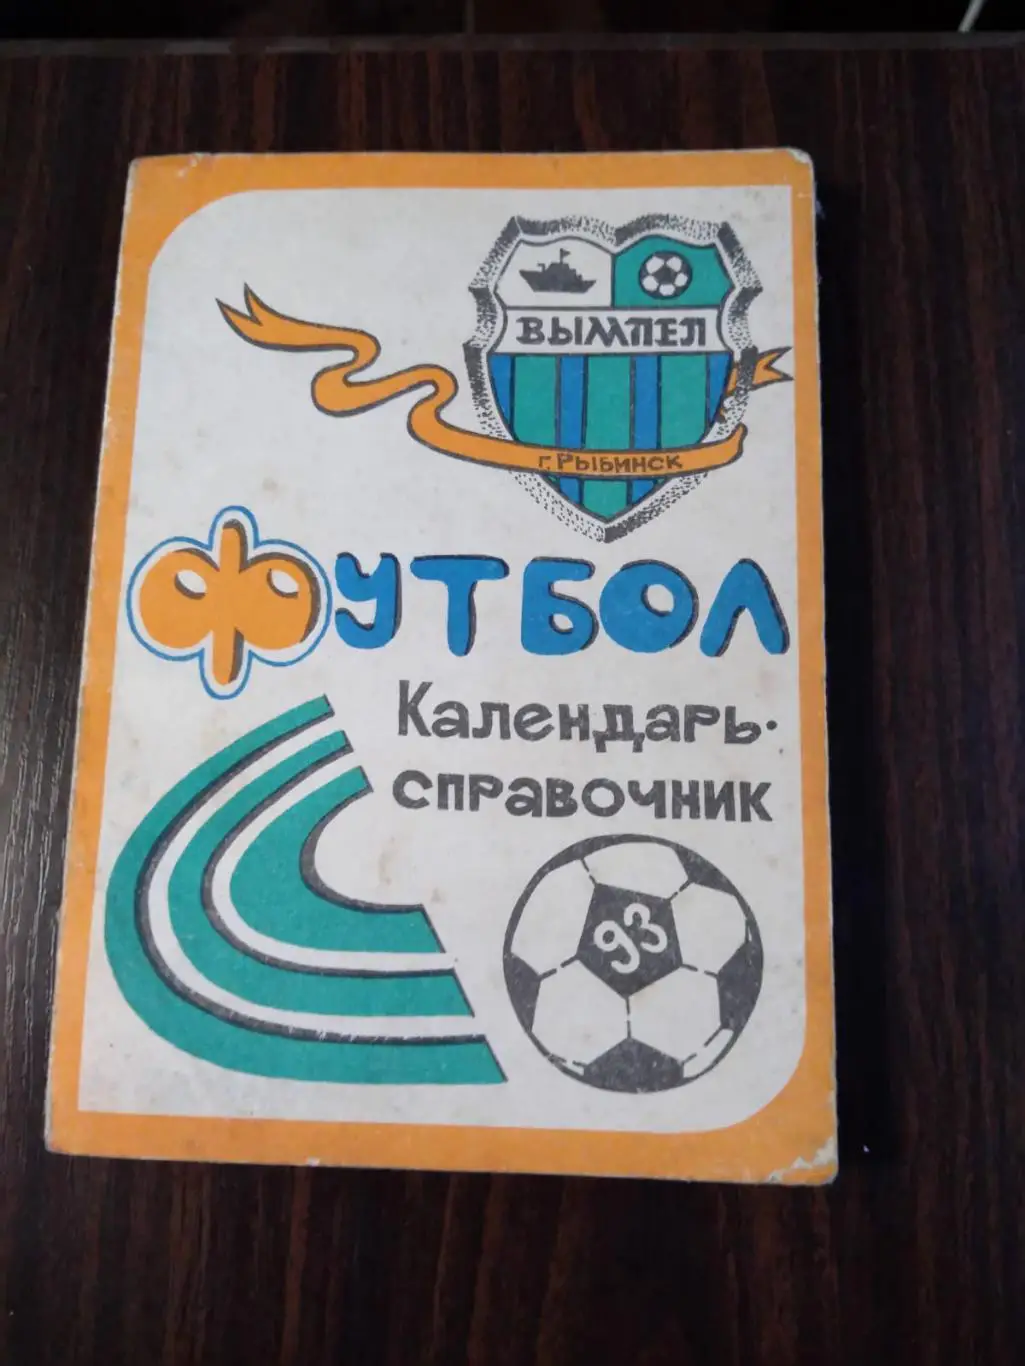 ВЫМПЕЛ
г. Рыбинск
ФУТБОЛ
Календарь-
справочник
93